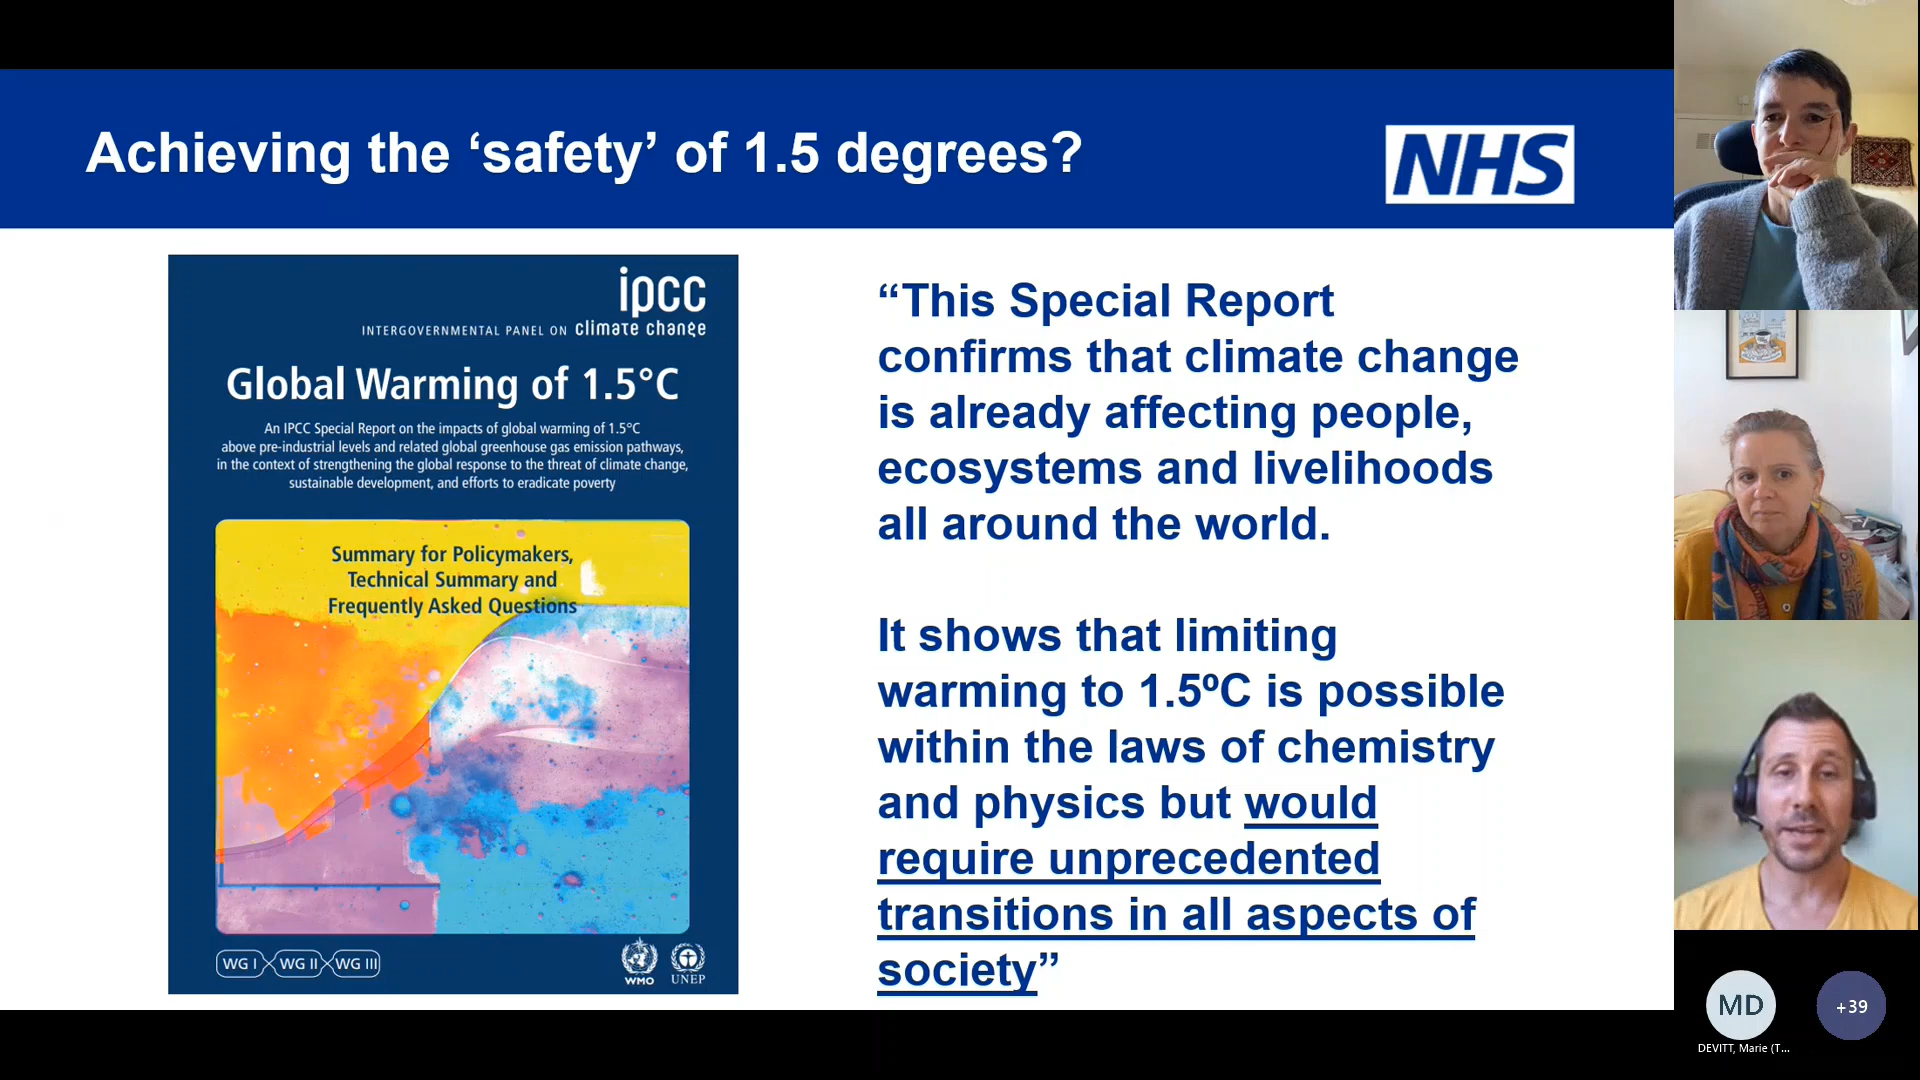 Achieving the ‘safety’ of 1.5 degrees?
NHS
ipcc
INTERGOVERNMENTAL PANEL ON climate change
Global Warming of 1.5°C
An IPCC Special Report on the impacts of global warming of 1.5°C
above pre-industrial levels and related global greenhouse gas emission pathways,
in the context of strengthening the global response to the threat of climate change,
sustainable development, and efforts to eradicate poverty
Summary for Policymakers,
Technical Summary and
Frequently Asked Questions
WG I WG II WG III
WMO UNEP
“This Special Report
confirms that climate change
is already affecting people,
ecosystems and livelihoods
all around the world.
It shows that limiting
warming to 1.5ºC is possible
within the laws of chemistry
and physics but would
require unprecedented
transitions in all aspects of
society”
MD
+39
DEVITT, Marie (T...